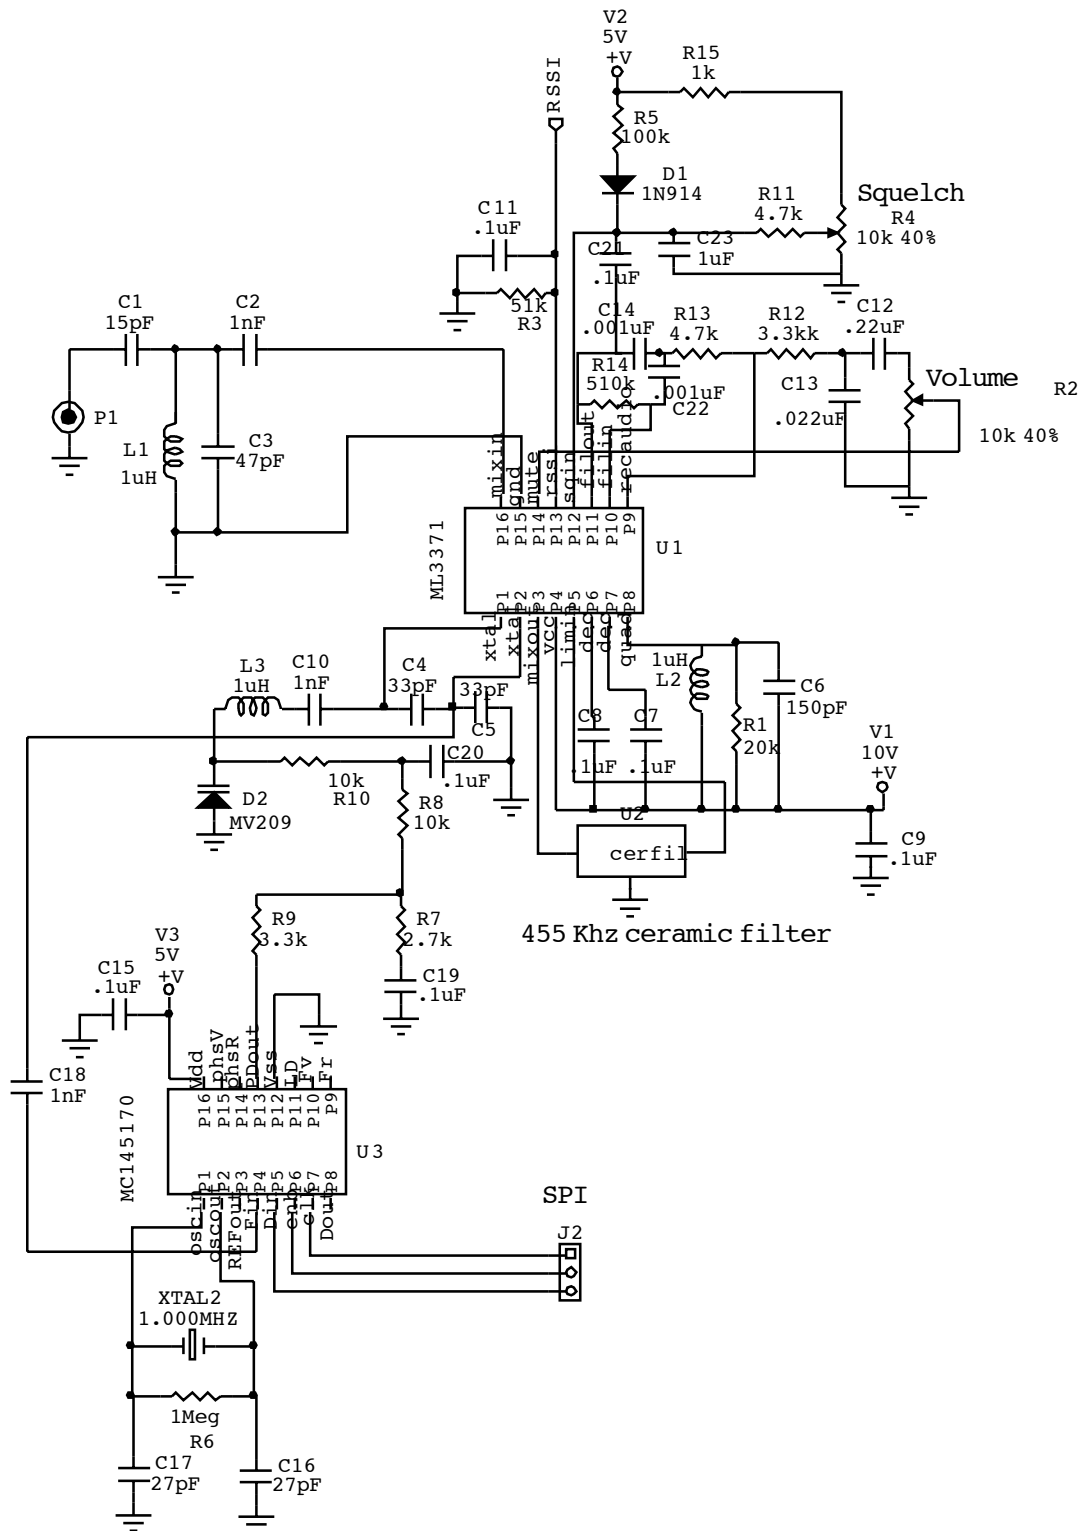 V2
5V
+V
R15
1k
RSSI
R5
100k
D1
1N914
R11
4.7k
Squelch
R4
10k 40%
C11
.1uF
C21
.1uF
C23
1uF
51k
R3
C1
15pF
C2
1nF
C14
.001uF
R13
4.7k
R12
3.3kk
C12
.22uF
R14
510k
.001uF
C22
C13
.022uF
Volume
R2
10k 40%
P1
L1
1uH
C3
47pF
mixin
gnd
mute
rssi
sqin
filout
filin
recaudio
P16
P15
P14
P13
P12
P11
P10
P9
ML3371
U1
P1
P2
P3
P4
P5
P6
P7
P8
xtal
xtal
mixout
vcc
limin
dec
dec
quad
L3
1uH
C10
1nF
C4
33pF
33pF
C5
1uH
L2
C6
150pF
R1
20k
C8
.1uF
C7
.1uF
V1
10V
+V
C20
.1uF
10k
R10
D2
MV209
R8
10k
U2
cerfil
C9
.1uF
455 Khz ceramic filter
R9
3.3k
R7
2.7k
C19
.1uF
V3
5V
+V
C15
.1uF
C18
1nF
Vdd
phsV
phsR
PDout
Vss
LD
Fv
Fr
P16
P15
P14
P13
P12
P11
P10
P9
MC145170
U3
P1
P2
P3
P4
P5
P6
P7
P8
oscin
oscout
REFout
Fin
Din
enb
clk
Dout
SPI
J2
XTAL2
1.000MHZ
1Meg
R6
C17
27pF
C16
27pF